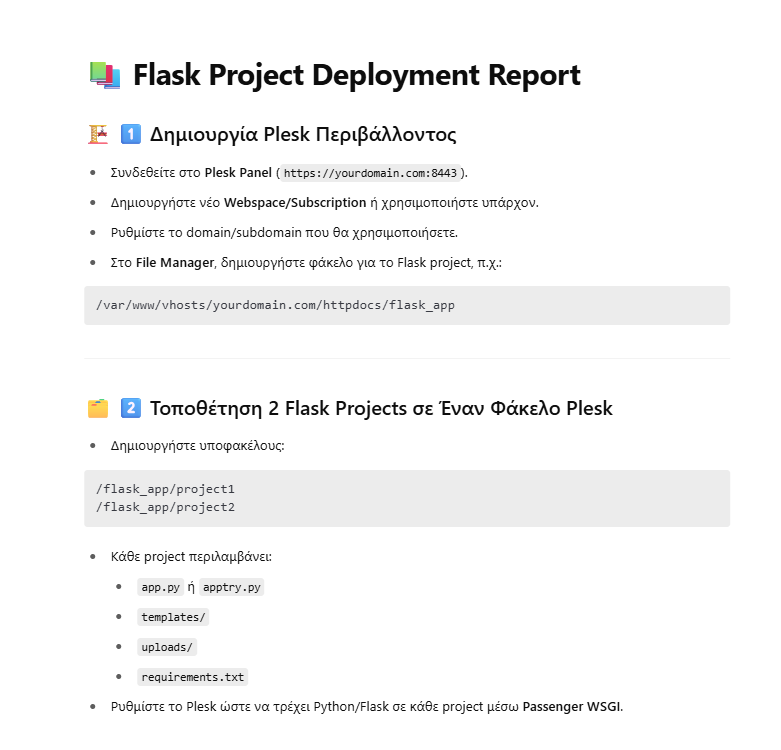 📚 Flask Project Deployment Report
🏗️ 1️⃣ Δημιουργία Plesk Περιβάλλοντος
• Συνδεθείτε στο Plesk Panel (https://yourdomain.com:8443).
• Δημιουργήστε νέο Webspace/Subscription ή χρησιμοποιήστε υπάρχον.
• Ρυθμίστε το domain/subdomain που θα χρησιμοποιήσετε.
• Στο File Manager, δημιουργήστε φάκελο για το Flask project, π.χ.:
/var/www/vhosts/yourdomain.com/httpdocs/flask_app
🗂️ 2️⃣ Τοποθέτηση 2 Flask Projects σε Έναν Φάκελο Plesk
• Δημιουργήστε υποφακέλους:
/flask_app/project1
/flask_app/project2
• Κάθε project περιλαμβάνει:
• app.py ή apptry.py
• templates/
• uploads/
• requirements.txt
• Ρυθμίστε το Plesk ώστε να τρέχει Python/Flask σε κάθε project μέσω Passenger WSGI.